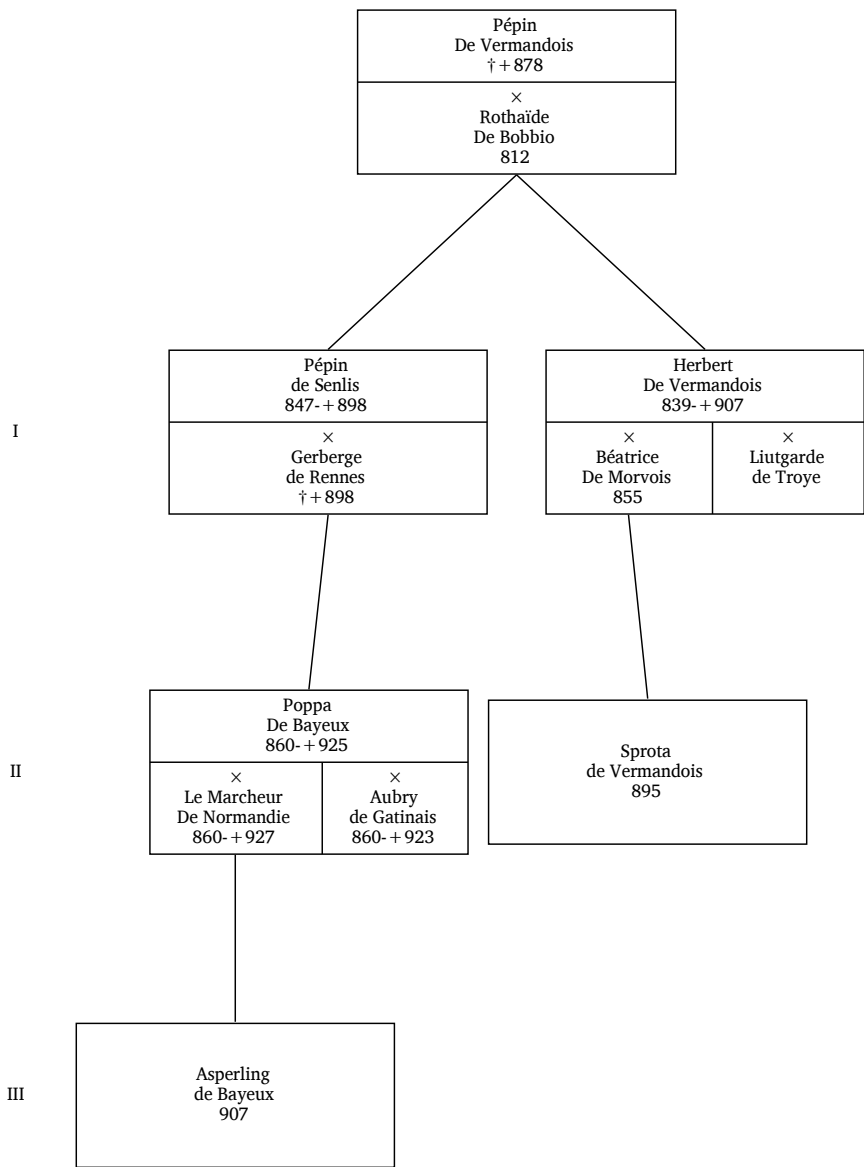 Pépin
De Vermandois
†+878
×
Rothaïde
De Bobbio
812
I
Pépin
de Senlis
847-+898
×
Gerberge
de Rennes
†+898
Herbert
De Vermandois
839-+907
×
Béatrice
De Morvois
855
×
Liutgarde
de Troye
II
Poppa
De Bayeux
860-+925
×
Le Marcheur
De Normandie
860-+927
×
Aubry
de Gatinais
860-+923
Sprota
de Vermandois
895
III
Asperling
de Bayeux
907